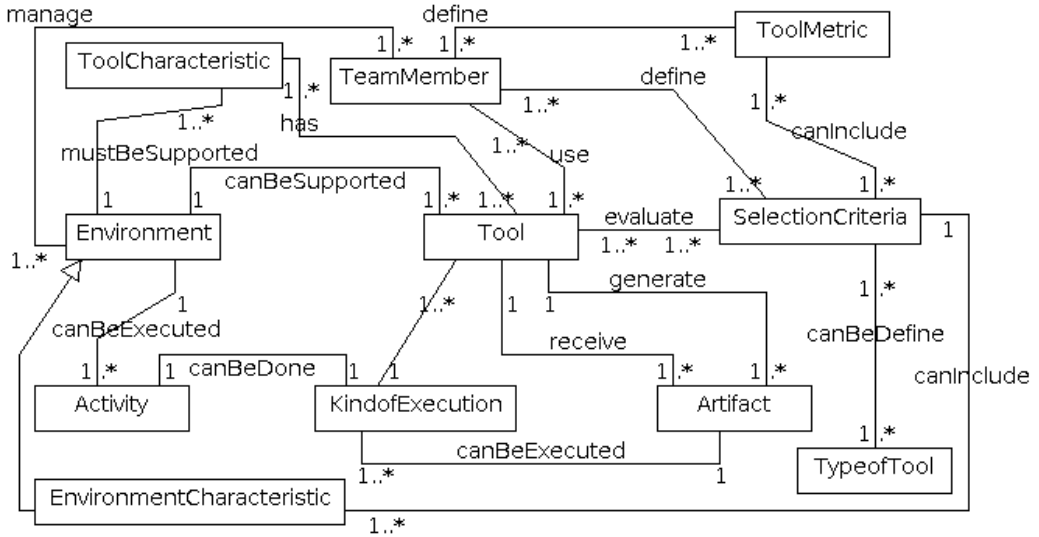 manage
define
ToolMetric
1..*
1..*
1..*
ToolCharacteristic
TeamMember
define
1..*
1..*
1..*
1..*
has
canInclude
mustBeSupported
1..*
use
canBeSupported
1
1
1..*
1..*
1..*
1..*
1..*
Environment
Tool
evaluate
SelectionCriteria
1..*
1..*
1..*
1
generate
1
1..*
1
1
1..*
canBeExecuted
receive
canBeDefine
canBeDone
1..*
1
1
1
1..*
1..*
canInclude
Activity
KindofExecution
Artifact
1..*
canBeExecuted
TypeofTool
1..*
1
EnvironmentCharacteristic
1..*